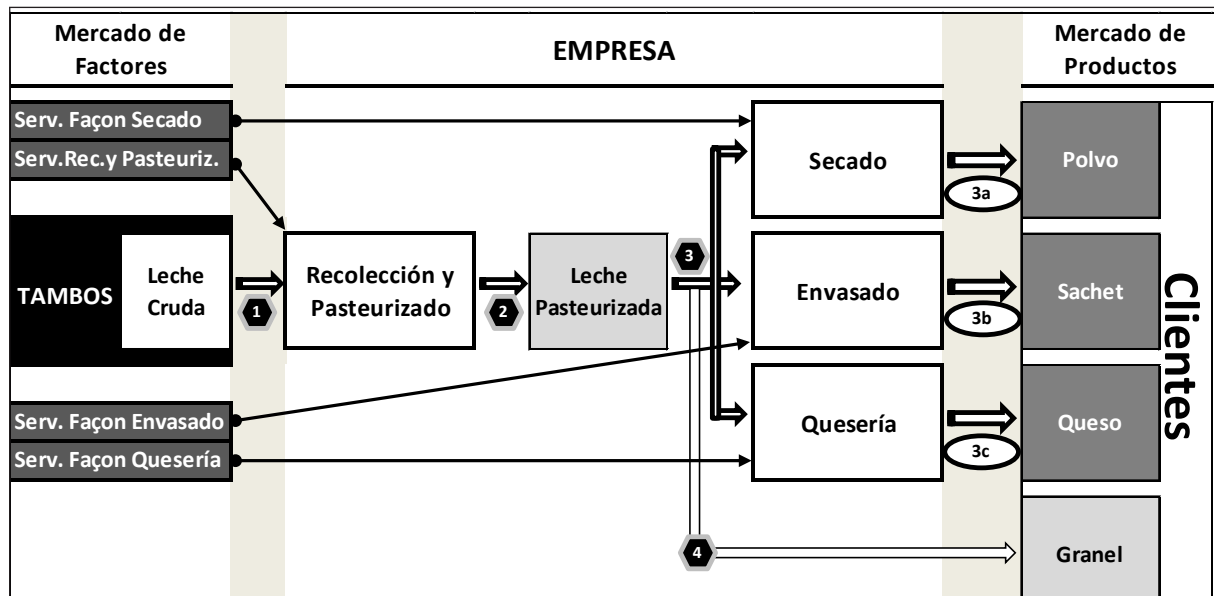 Mercado de
Factores
EMPRESA
Mercado de
Productos
Serv. Façon Secado
Serv.Rec.y Pasteuriz.
Secado
Polvo
3a
TAMBOS
Leche
Cruda
1
Recolección y
Pasteurizado
2
Leche
Pasteurizada
3
Envasado
3b
Sachet
Clientes
Serv. Façon Envasado
Serv. Façon Quesería
Quesería
3c
Queso
4
Granel